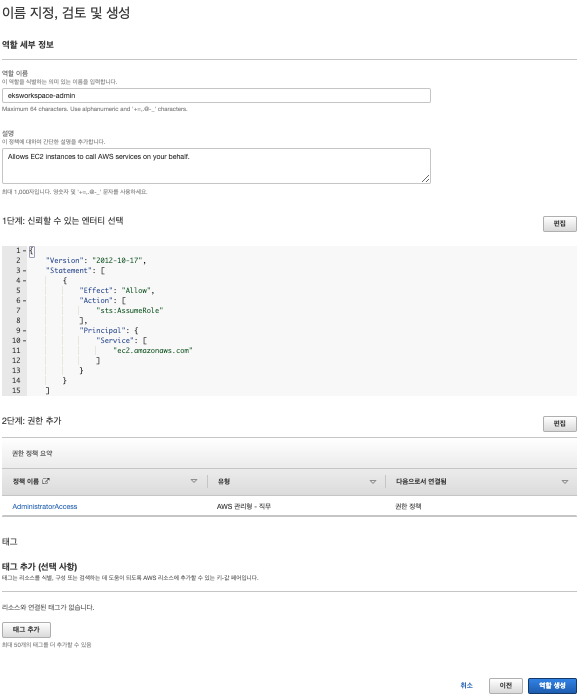 이름 지정, 검토 및 생성
역할 세부 정보
역할 이름
이 역할을 식별하는 의미 있는 이름을 입력합니다.
eksworkspace-admin
Maximum 64 characters. Use alphanumeric and '+=,.@-_' characters.
설명
이 정책에 대하여 간단한 설명을 추가합니다.
Allows EC2 instances to call AWS services on your behalf.
최대 1,000자입니다. 영숫자 및 '+=,.@-_' 문자를 사용하세요.
1단계: 신뢰할 수 있는 엔터티 선택
편집
1 {
2 "Version": "2012-10-17",
3 "Statement": [
4 {
5 "Effect": "Allow",
6 "Action": [
7 "sts:AssumeRole"
8 ],
9 "Principal": {
10 "Service": [
11 "ec2.amazonaws.com"
12 ]
13 }
14 }
15 ]
2단계: 권한 추가
편집
권한 정책 요약
정책 이름 유형 다음으로서 연결됨
AdministratorAccess AWS 관리형 - 직무 권한 정책
태그
태그 추가 (선택 사항)
태그는 리소스를 식별, 구성 또는 검색하는 데 도움이 되도록 AWS 리소스에 추가할 수 있는 키-값 페어입니다.
리소스와 연결된 태그가 없습니다.
태그 추가
최대 50개의 태그를 더 추가할 수 있음
취소 이전 역할 생성